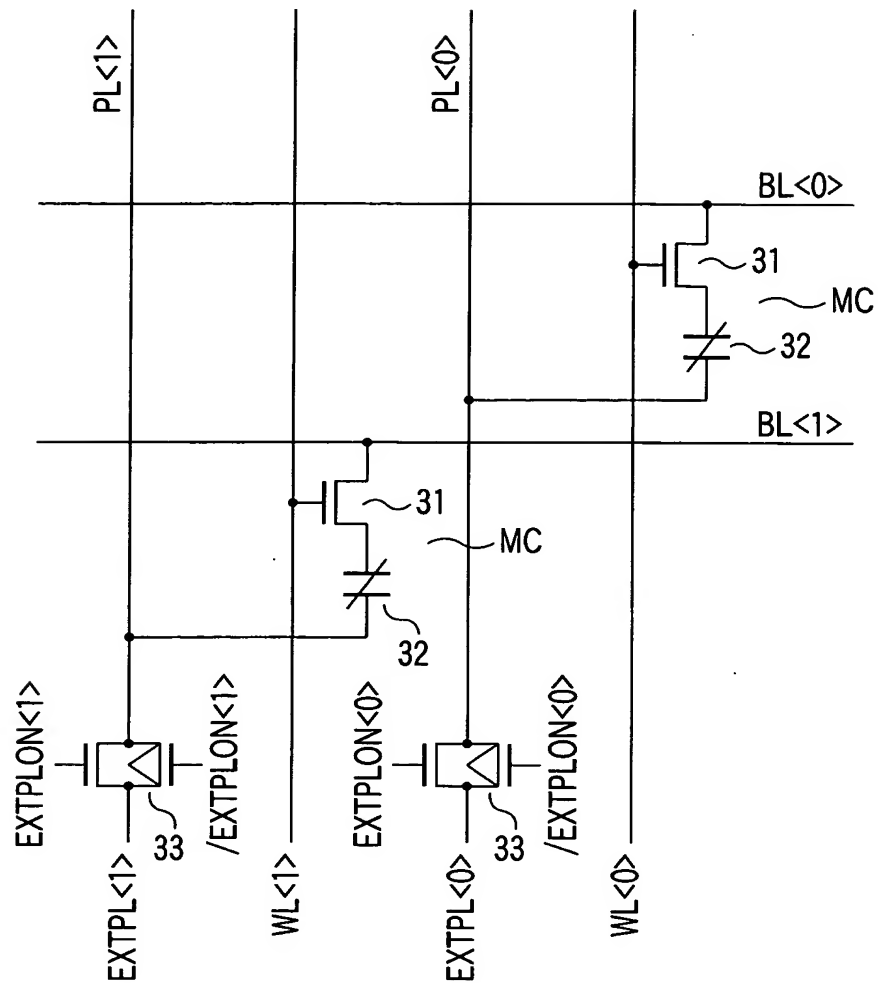 PL<1>
PL<0>
BL<0>
31
MC
32
BL<1>
31
MC
32
EXTPLON<1>
/EXTPLON<1>
EXTPLON<0>
/EXTPLON<0>
33
33
EXTPL<1>
WL<1>
EXTPL<0>
WL<0>